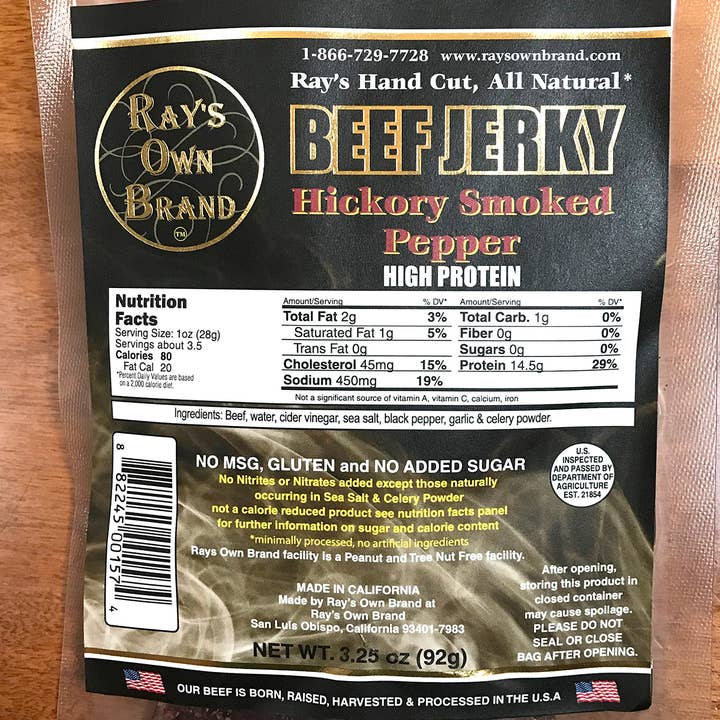 1-866-729-7728 www.raysownbrand.com
Ray's Hand Cut, All Natural*
RAY'S
OWN
BRAND
TM
BEEF JERKY
Hickory Smoked
Pepper
HIGH PROTEIN
Nutrition
Facts
Serving Size: 1oz (28g)
Servings about 3.5
Calories 80
Fat Cal 20
*Percent Daily Values are based
on a 2,000 calorie diet.
Amount/Serving % DV*
Total Fat 2g 3%
Saturated Fat 1g 5%
Trans Fat 0g
Cholesterol 45mg 15%
Sodium 450mg 19%
Amount/Serving % DV*
Total Carb. 1g 0%
Fiber 0g 0%
Sugars 0g 0%
Protein 14.5g 29%
Not a significant source of vitamin A, vitamin C, calcium, iron
Ingredients: Beef, water, cider vinegar, sea salt, black pepper, garlic & celery powder.
8 82245 00157 4
NO MSG, GLUTEN and NO ADDED SUGAR
No Nitrites or Nitrates added except those naturally
occurring in Sea Salt & Celery Powder
not a calorie reduced product see nutrition facts panel
for further information on sugar and calorie content
*minimally processed, no artificial ingredients
Rays Own Brand facility is a Peanut and Tree Nut Free facility.
U.S.
INSPECTED
AND PASSED BY
DEPARTMENT OF
AGRICULTURE
EST. 21854
MADE IN CALIFORNIA
Made by Ray's Own Brand at
Ray's Own Brand
San Luis Obispo, California 93401-7983
NET WT. 3.25 oz (92g)
After opening,
storing this product in
closed container
may cause spoilage.
PLEASE DO NOT
SEAL OR CLOSE
BAG AFTER OPENING.
OUR BEEF IS BORN, RAISED, HARVESTED & PROCESSED IN THE U.S.A